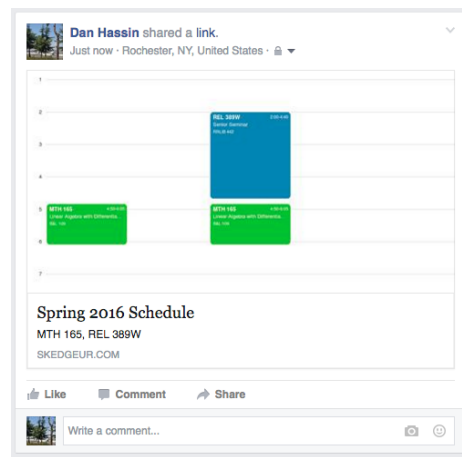 Dan Hassin shared a link.
Just now · Rochester, NY, United States ·
1
2
REL 389W
Senior Seminar
3
4
5
MTH 165
Linear Algebra with Differentia.
MTH 165
Linear Algebra with Differentia.
6
7
Spring 2016 Schedule
MTH 165, REL 389W
SKEDGEUR.COM
Like Comment Share
Write a comment...